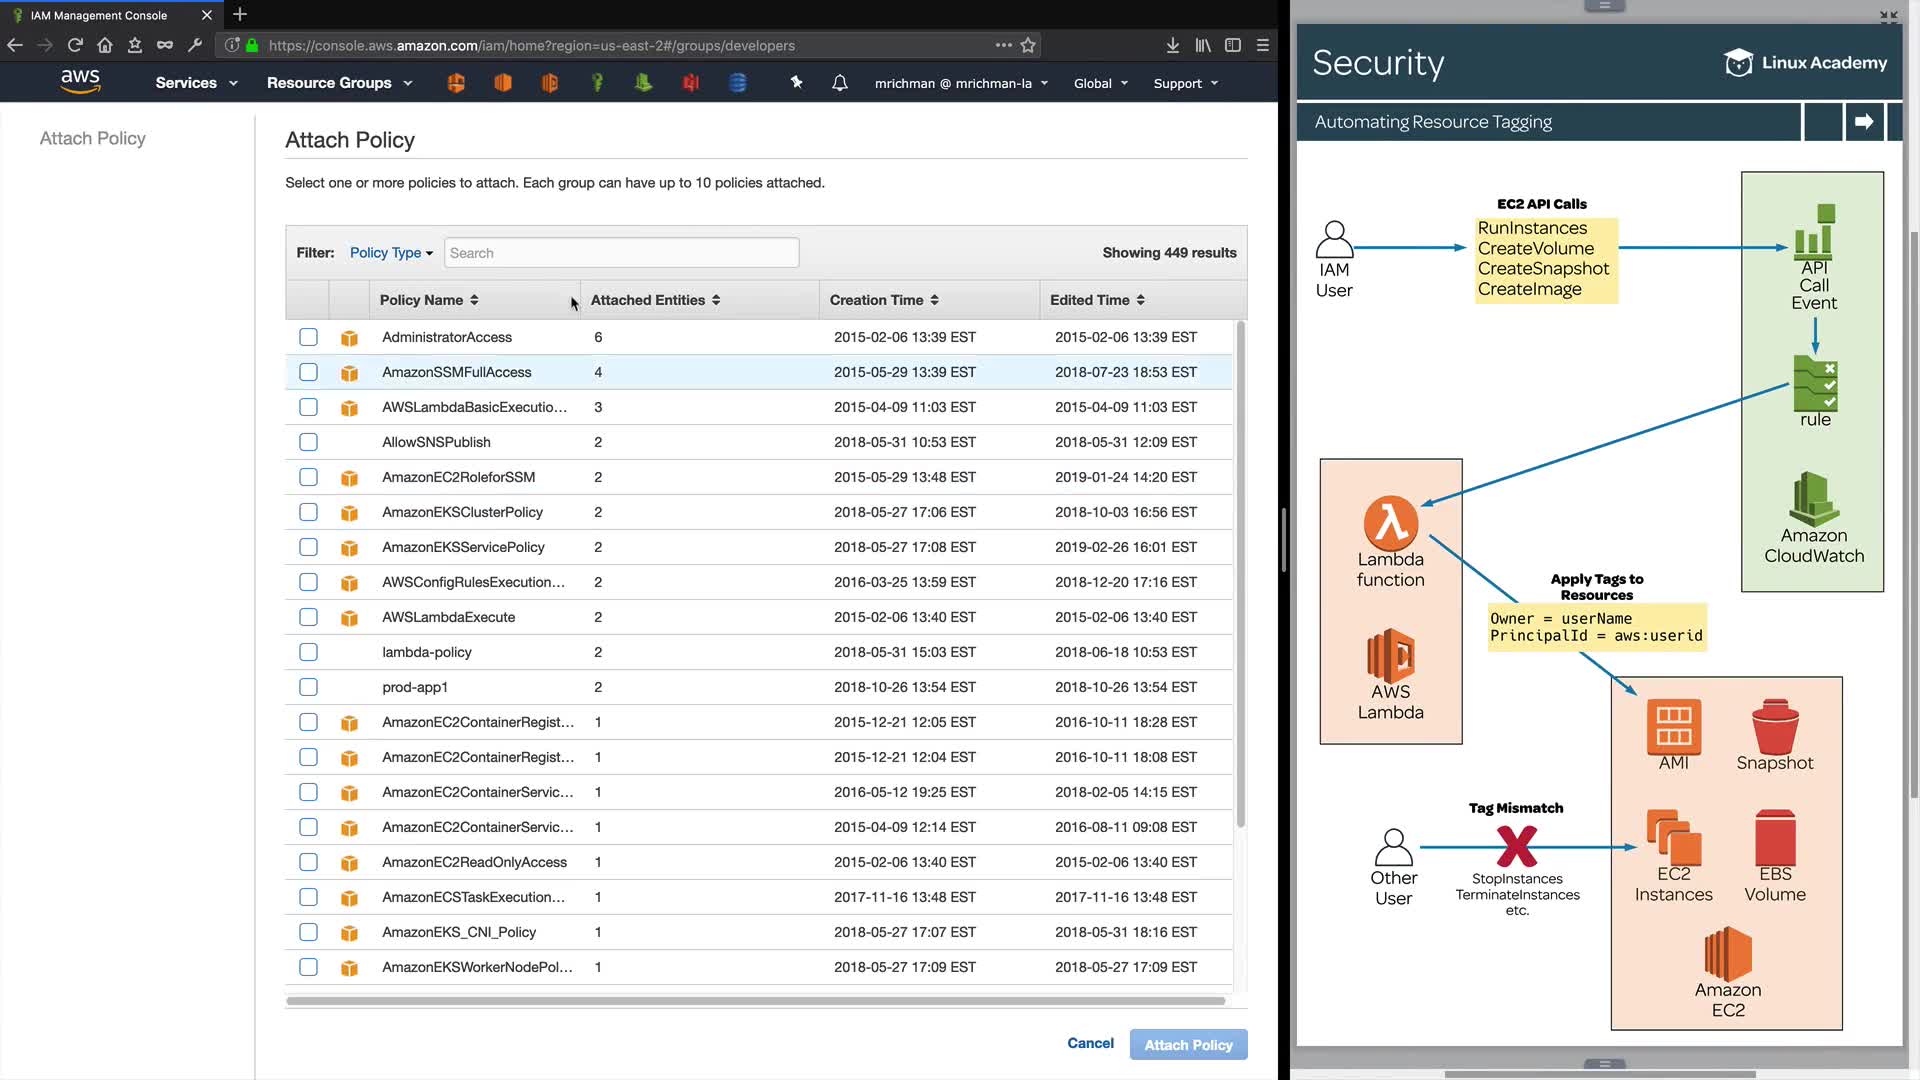 IAM Management Console
https://console.aws.amazon.com/iam/home?region=us-east-2#/groups/developers
aws
Services
Resource Groups
mrichman @ mrichman-la
Global
Support
Attach Policy
Attach Policy
Select one or more policies to attach. Each group can have up to 10 policies attached.
Filter: Policy Type Search Showing 449 results
Policy Name Attached Entities Creation Time Edited Time
AdministratorAccess 6 2015-02-06 13:39 EST 2015-02-06 13:39 EST
AmazonSSMFullAccess 4 2015-05-29 13:39 EST 2018-07-23 18:53 EST
AWSLambdaBasicExecutio... 3 2015-04-09 11:03 EST 2015-04-09 11:03 EST
AllowSNSPublish 2 2018-05-31 10:53 EST 2018-05-31 12:09 EST
AmazonEC2RoleforSSM 2 2015-05-29 13:48 EST 2019-01-24 14:20 EST
AmazonEKSClusterPolicy 2 2018-05-27 17:06 EST 2018-10-03 16:56 EST
AmazonEKSServicePolicy 2 2018-05-27 17:08 EST 2019-02-26 16:01 EST
AWSConfigRulesExecution... 2 2016-03-25 13:59 EST 2018-12-20 17:16 EST
AWSLambdaExecute 2 2015-02-06 13:40 EST 2015-02-06 13:40 EST
lambda-policy 2 2018-05-31 15:03 EST 2018-06-18 10:53 EST
prod-app1 2 2018-10-26 13:54 EST 2018-10-26 13:54 EST
AmazonEC2ContainerRegist... 1 2015-12-21 12:05 EST 2016-10-11 18:28 EST
AmazonEC2ContainerRegist... 1 2015-12-21 12:04 EST 2016-10-11 18:08 EST
AmazonEC2ContainerServic... 1 2016-05-12 19:25 EST 2018-02-05 14:15 EST
AmazonEC2ContainerServic... 1 2015-04-09 12:14 EST 2016-08-11 09:08 EST
AmazonEC2ReadOnlyAccess 1 2015-02-06 13:40 EST 2015-02-06 13:40 EST
AmazonECSTaskExecution... 1 2017-11-16 13:48 EST 2017-11-16 13:48 EST
AmazonEKS_CNI_Policy 1 2018-05-27 17:07 EST 2018-05-31 18:16 EST
AmazonEKSWorkerNodePol... 1 2018-05-27 17:09 EST 2018-05-27 17:09 EST
Cancel Attach Policy
Security
Linux Academy
Automating Resource Tagging
IAM
User
EC2 API Calls
RunInstances
CreateVolume
CreateSnapshot
CreateImage
API
Call
Event
rule
Amazon
CloudWatch
Lambda
function
AWS
Lambda
Apply Tags to
Resources
Owner = userName
PrincipalId = aws:userid
AMI
Snapshot
Tag Mismatch
Other
User
StopInstances
TerminateInstances
etc.
EC2
Instances
EBS
Volume
Amazon
EC2